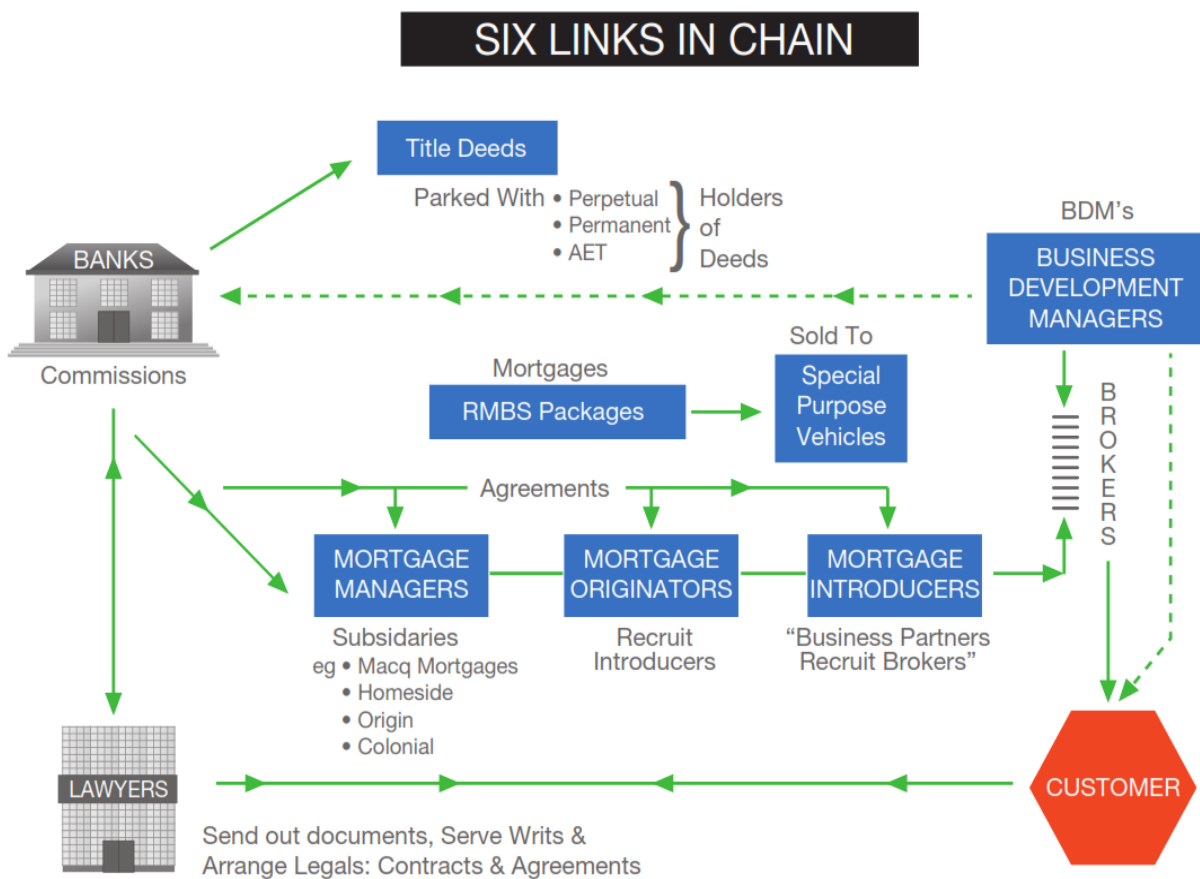 SIX LINKS IN CHAIN
Title Deeds
Parked With • Perpetual
• Permanent
• AET
Holders
of
Deeds
BDM's
BUSINESS
DEVELOPMENT
MANAGERS
BANKS
Commissions
Mortgages
RMBS Packages
Sold To
Special
Purpose
Vehicles
BROKERS
Agreements
MORTGAGE
MANAGERS
Subsidaries
eg • Macq Mortgages
• Homeside
• Origin
• Colonial
MORTGAGE
ORIGINATORS
Recruit
Introducers
MORTGAGE
INTRODUCERS
“Business Partners
Recruit Brokers”
LAWYERS
CUSTOMER
Send out documents, Serve Writs &
Arrange Legals: Contracts & Agreements